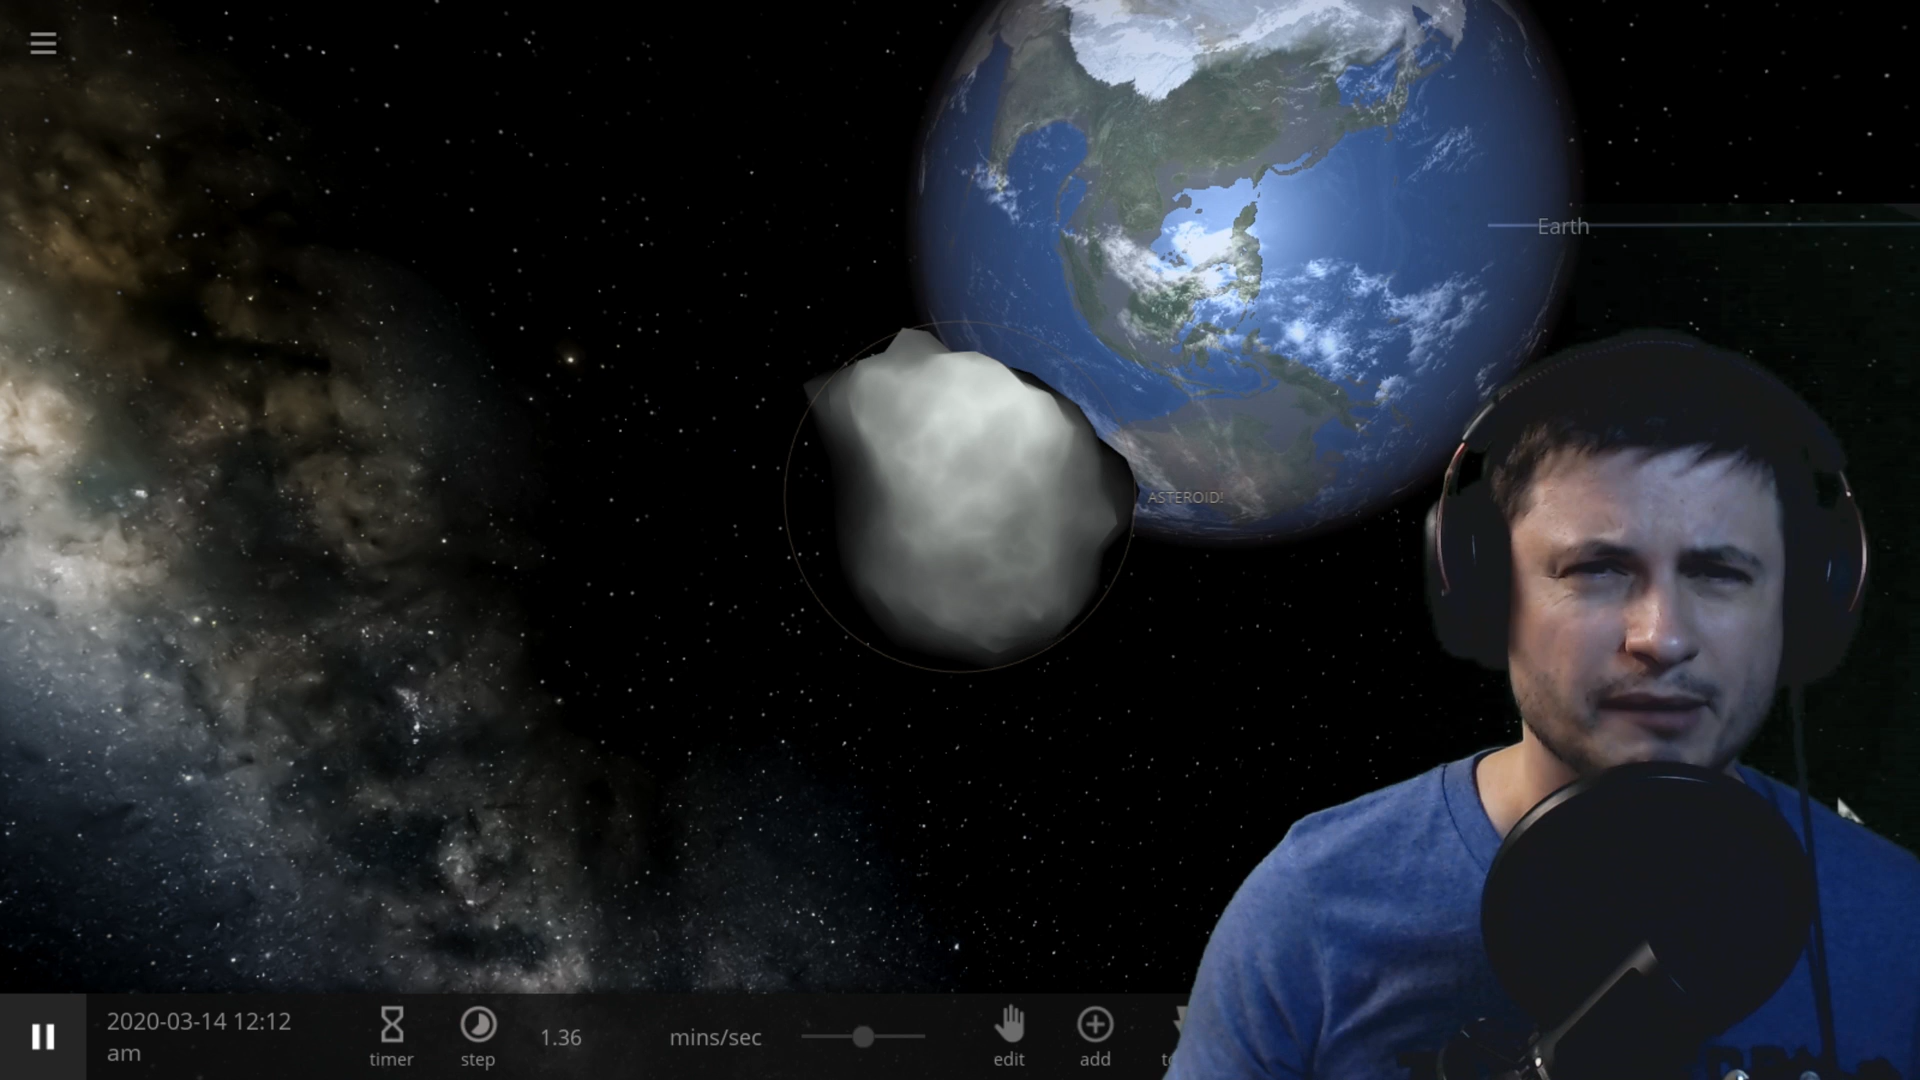 Earth
ASTEROID!
2020-03-14 12:12
am
timer
step
1.36
mins/sec
edit
add